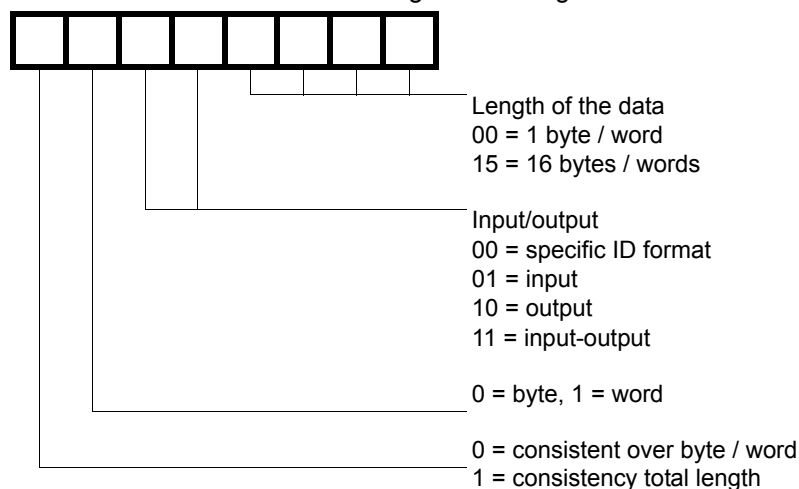 Length of the data
00 = 1 byte / word
15 = 16 bytes / words
Input/output
00 = specific ID format
01 = input
10 = output
11 = input-output
0 = byte, 1 = word
0 = consistent over byte / word
1 = consistency total length